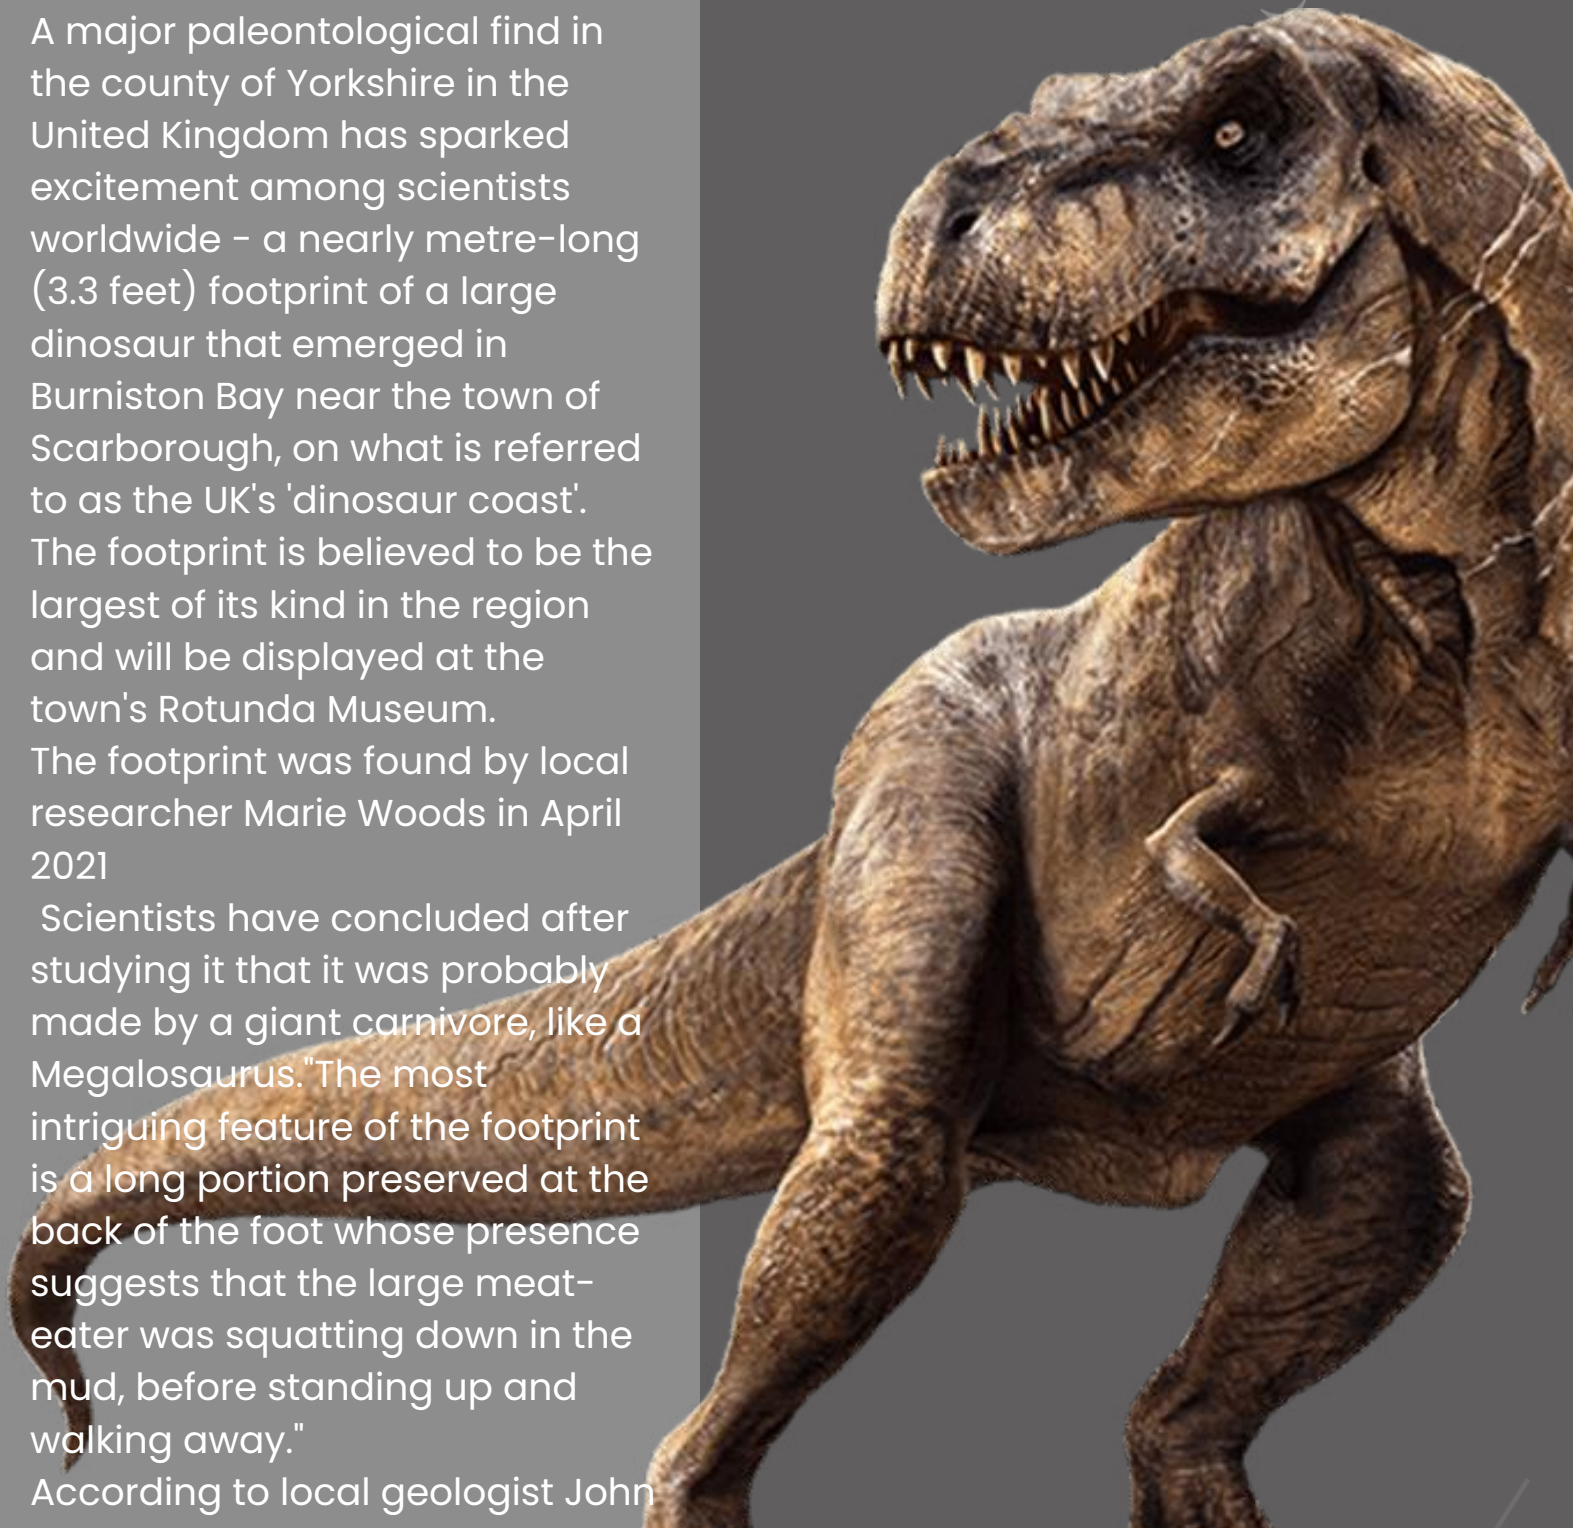 A major paleontological find in
the county of Yorkshire in the
United Kingdom has sparked
excitement among scientists
worldwide - a nearly metre-long
(3.3 feet) footprint of a large
dinosaur that emerged in
Burniston Bay near the town of
Scarborough, on what is referred
to as the UK's 'dinosaur coast'.
The footprint is believed to be the
largest of its kind in the region
and will be displayed at the
town's Rotunda Museum.
The footprint was found by local
researcher Marie Woods in April
2021
Scientists have concluded after
studying it that it was probably
made by a giant carnivore, like a
Megalosaurus."The most
intriguing feature of the footprint
is a long portion preserved at the
back of the foot whose presence
suggests that the large meat-
eater was squatting down in the
mud, before standing up and
walking away."
According to local geologist John